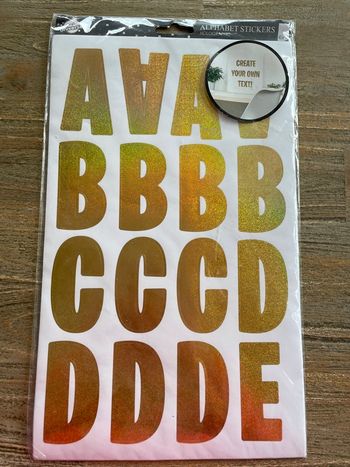 ALPHABET STICKERS
CREATE
YOUR OWN
TEXT!
A A A A
B B B B
C C C D
D D D E